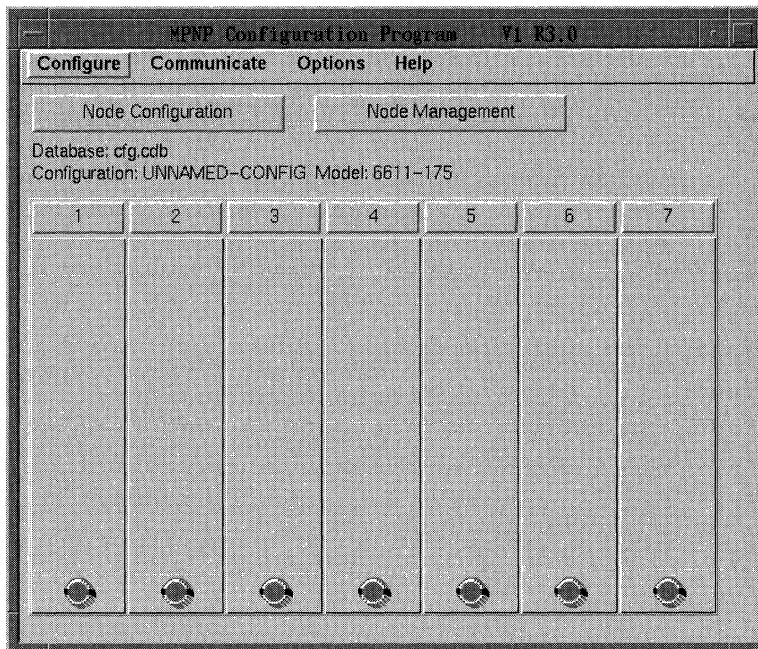 MPNP Configuration Program V1 R3.0
Configure Communicate Options Help
Node Configuration Node Management
Database: cfg.cdb
Configuration: UNNAMED-CONFIG Model: 6611-175
1 2 3 4 5 6 7